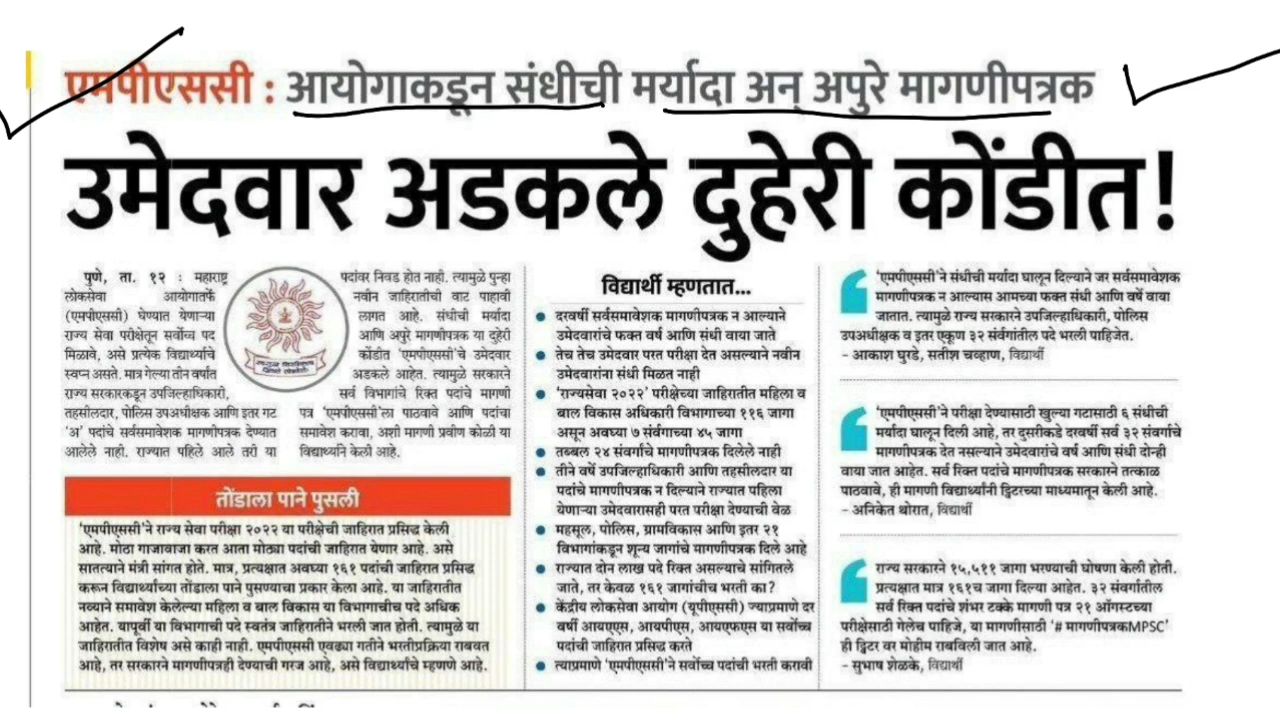 एमपीएससी : आयोगाकडून संधीची मर्यादा अन् अपुरे मागणीपत्रक
उमेदवार अडकले दुहेरी कोंडीत!
पुणे, ता. १२ : महाराष्ट्र
लोकसेवा आयोगातर्फे
(एमपीएससी) घेण्यात येणाऱ्या
राज्य सेवा परीक्षेतून सर्वोच्च पद
मिळावे, असे प्रत्येक विद्यार्थ्याचे
स्वप्न असते. मात्र गेल्या तीन वर्षांत
राज्य सरकारकडून उपजिल्हाधिकारी,
तहसीलदार, पोलिस उपअधीक्षक आणि इतर गट
'अ' पदांचे सर्वसमावेशक मागणीपत्रक देण्यात
आलेले नाही. राज्यात पहिले आले तरी या
पदांवर निवड होत नाही. त्यामुळे पुन्हा
नवीन जाहिरातीची वाट पाहावी
लागत आहे. संधीची मर्यादा
आणि अपुरे मागणीपत्रक या दुहेरी
कोंडीत 'एमपीएससी'चे उमेदवार
अडकले आहेत. त्यामुळे सरकारने
सर्व विभागांचे रिक्त पदांचे मागणी
पत्र 'एमपीएससी'ला पाठवावे आणि पदांचा
समावेश करावा, अशी मागणी प्रवीण कोळी या
विद्यार्थ्याने केली आहे.
तोंडाला पाने पुसली
'एमपीएससी'ने राज्य सेवा परीक्षा २०२२ या परीक्षेची जाहिरात प्रसिद्ध केली
आहे. मोठा गाजावाजा करत आता मोठ्या पदांची जाहिरात येणार आहे. असे
सातत्याने मंत्री सांगत होते. मात्र, प्रत्यक्षात अवघ्या १६१ पदांची जाहिरात प्रसिद्ध
करून विद्यार्थ्यांच्या तोंडाला पाने पुसण्याचा प्रकार केला आहे. या जाहिरातीत
नव्याने समावेश केलेल्या महिला व बाल विकास या विभागाचीच पदे अधिक
आहेत. यापूर्वी या विभागाची पदे स्वतंत्र जाहिरातीने भरली जात होती. त्यामुळे या
जाहिरातीत विशेष असे काही नाही. एमपीएससी एवढ्या गतीने भरतीप्रक्रिया राबवत
आहे, तर सरकारने मागणीपत्रही देण्याची गरज आहे, असे विद्यार्थ्यांचे म्हणणे आहे.
विद्यार्थी म्हणतात...
दरवर्षी सर्वसमावेशक मागणीपत्रक न आल्याने
उमेदवारांचे फक्त वर्ष आणि संधी वाया जाते
तेच तेच उमेदवार परत परीक्षा देत असल्याने नवीन
उमेदवारांना संधी मिळत नाही
'राज्यसेवा २०२२' परीक्षेच्या जाहिरातीत महिला व
बाल विकास अधिकारी विभागाच्या ११६ जागा
असून अवघ्या ७ संवर्गाच्या ४५ जागा
तब्बल २४ संवर्गाचे मागणीपत्रक दिलेले नाही
तीने वर्षे उपजिल्हाधिकारी आणि तहसीलदार या
पदांचे मागणीपत्रक न दिल्याने राज्यात पहिला
येणाऱ्या उमेदवारासही परत परीक्षा देण्याची वेळ
महसूल, पोलिस, ग्रामविकास आणि इतर २१
विभागांकडून शून्य जागांचे मागणीपत्रक दिले आहे
राज्यात दोन लाख पदे रिक्त असल्याचे सांगितले
जाते, तर केवळ १६१ जागांचीच भरती का?
केंद्रीय लोकसेवा आयोग (यूपीएससी) ज्याप्रमाणे दर
वर्षी आयएएस, आयपीएस, आयएफएस या सर्वोच्च
पदांची जाहिरात प्रसिद्ध करते
त्याप्रमाणे 'एमपीएससी'ने सर्वोच्च पदांची भरती करावी
'एमपीएससी'ने संधीची मर्यादा घालून दिल्याने जर सर्वसमावेशक
मागणीपत्रक न आल्यास आमच्या फक्त संधी आणि वर्षे वाया
जातात. त्यामुळे राज्य सरकारने उपजिल्हाधिकारी, पोलिस
उपअधीक्षक व इतर एकूण ३२ संवर्गातील पदे भरली पाहिजेत.
- आकाश घुरडे, सतीश चव्हाण, विद्यार्थी
'एमपीएससी'ने परीक्षा देण्यासाठी खुल्या गटासाठी ६ संधीची
मर्यादा घालून दिली आहे, तर दुसरीकडे दरवर्षी सर्व ३२ संवर्गाचे
मागणीपत्रक देत नसल्याने उमेदवारांचे वर्ष आणि संधी दोन्ही
वाया जात आहेत. सर्व रिक्त पदांचे मागणीपत्रक सरकारने तत्काळ
पाठवावे, ही मागणी विद्यार्थ्यांनी ट्विटरच्या माध्यमातून केली आहे.
- अनिकेत थोरात, विद्यार्थी
राज्य सरकारने १५,५११ जागा भरण्याची घोषणा केली होती.
प्रत्यक्षात मात्र १६१च जागा दिल्या आहेत. ३२ संवर्गातील
सर्व रिक्त पदांचे शंभर टक्के मागणी पत्र २१ ऑगस्टच्या
परीक्षेसाठी गेलेच पाहिजे, या मागणीसाठी '# मागणीपत्रकMPSC'
ही ट्विटर वर मोहीम राबविली जात आहे.
- सुभाष शेळके, विद्यार्थी